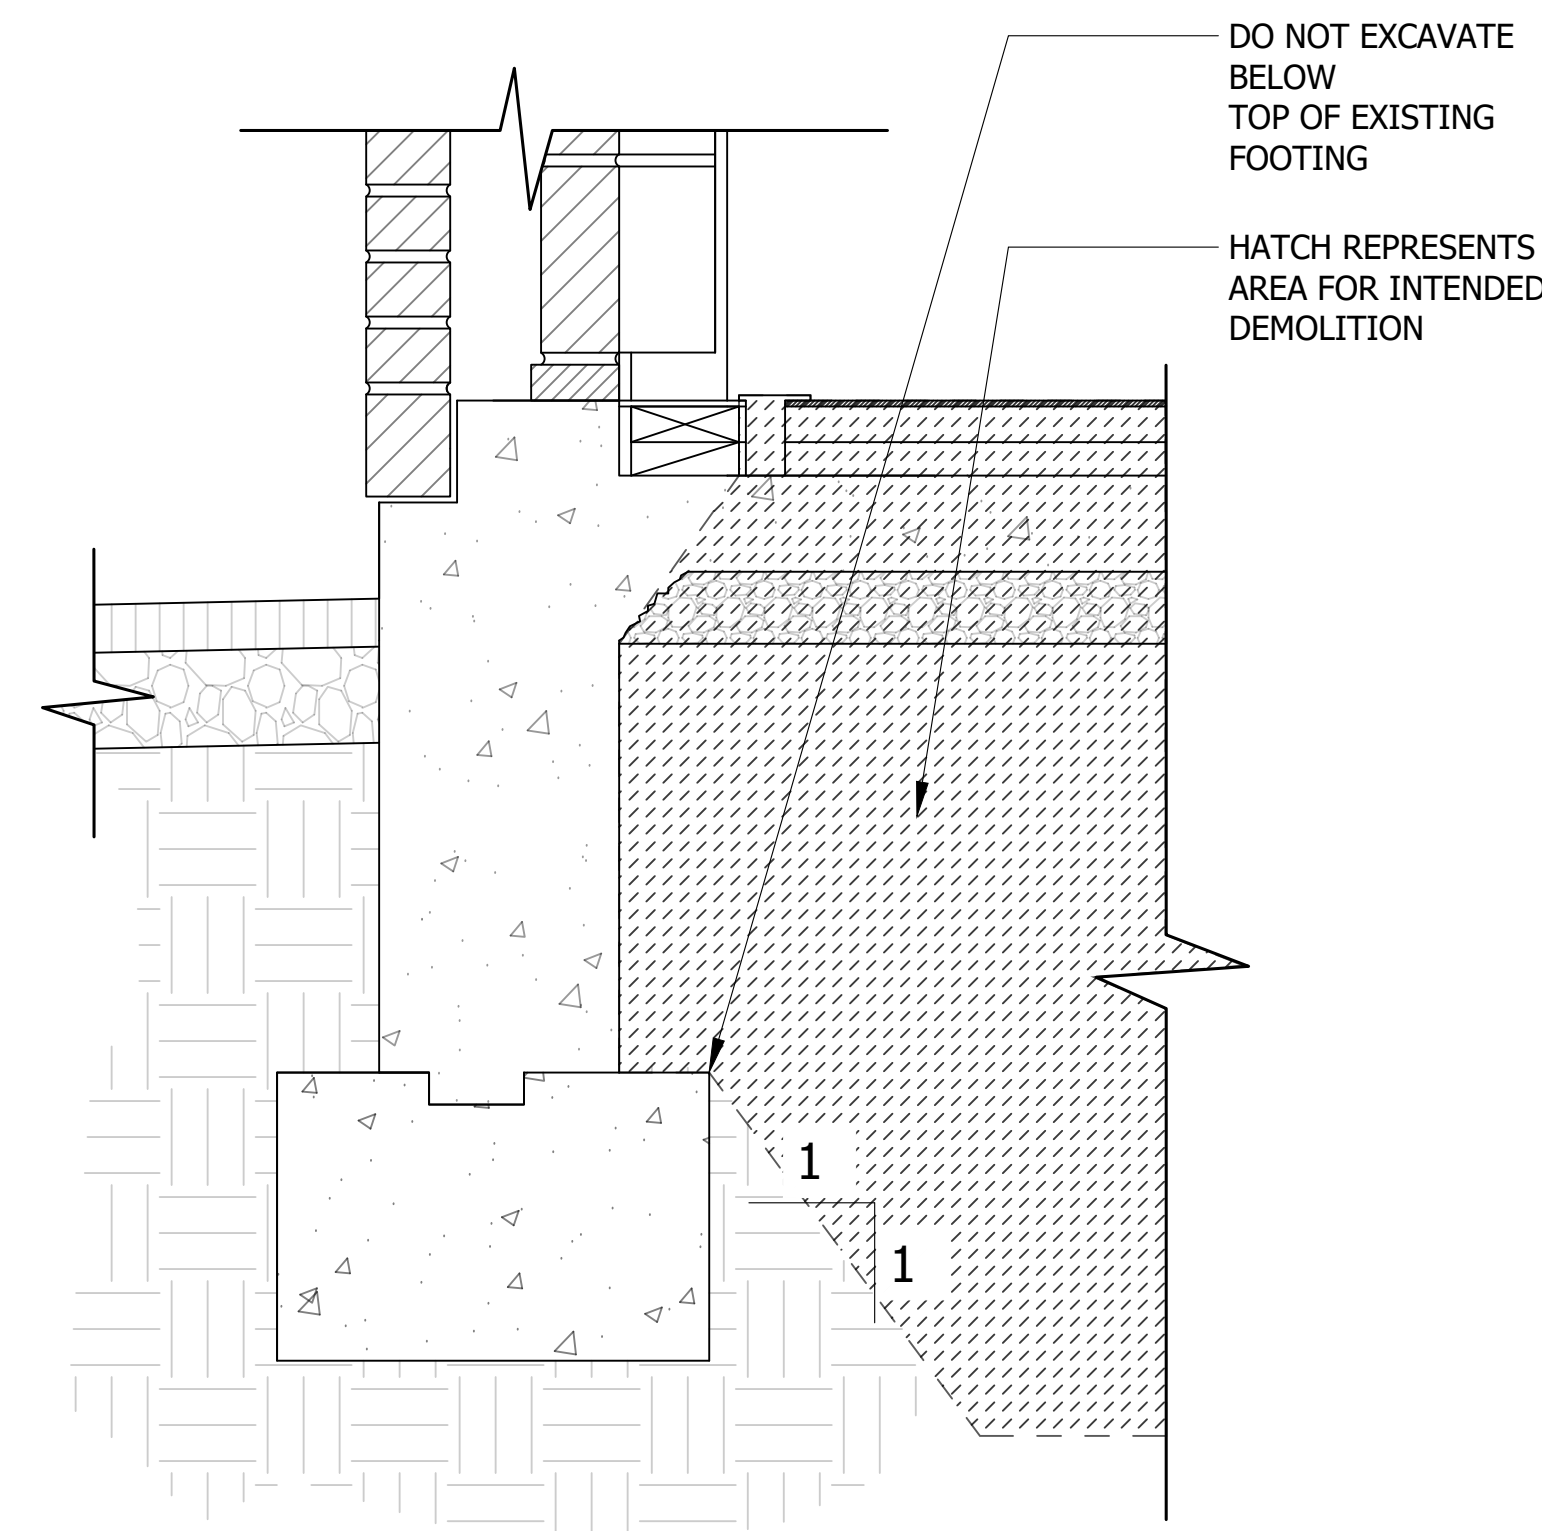 DO NOT EXCAVATE
BELOW
TOP OF EXISTING
FOOTING
HATCH REPRESENTS
AREA FOR INTENDED
DEMOLITION
1
1